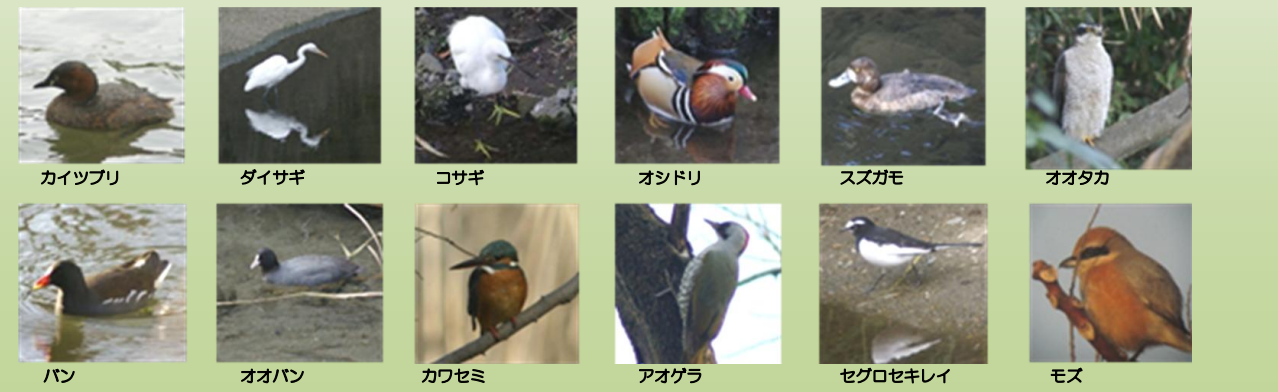 カイツブリ
ダイサギ
コサギ
オシドリ
スズガモ
オオタカ
バン
オオバン
カワセミ
アオゲラ
セグロセキレイ
モズ